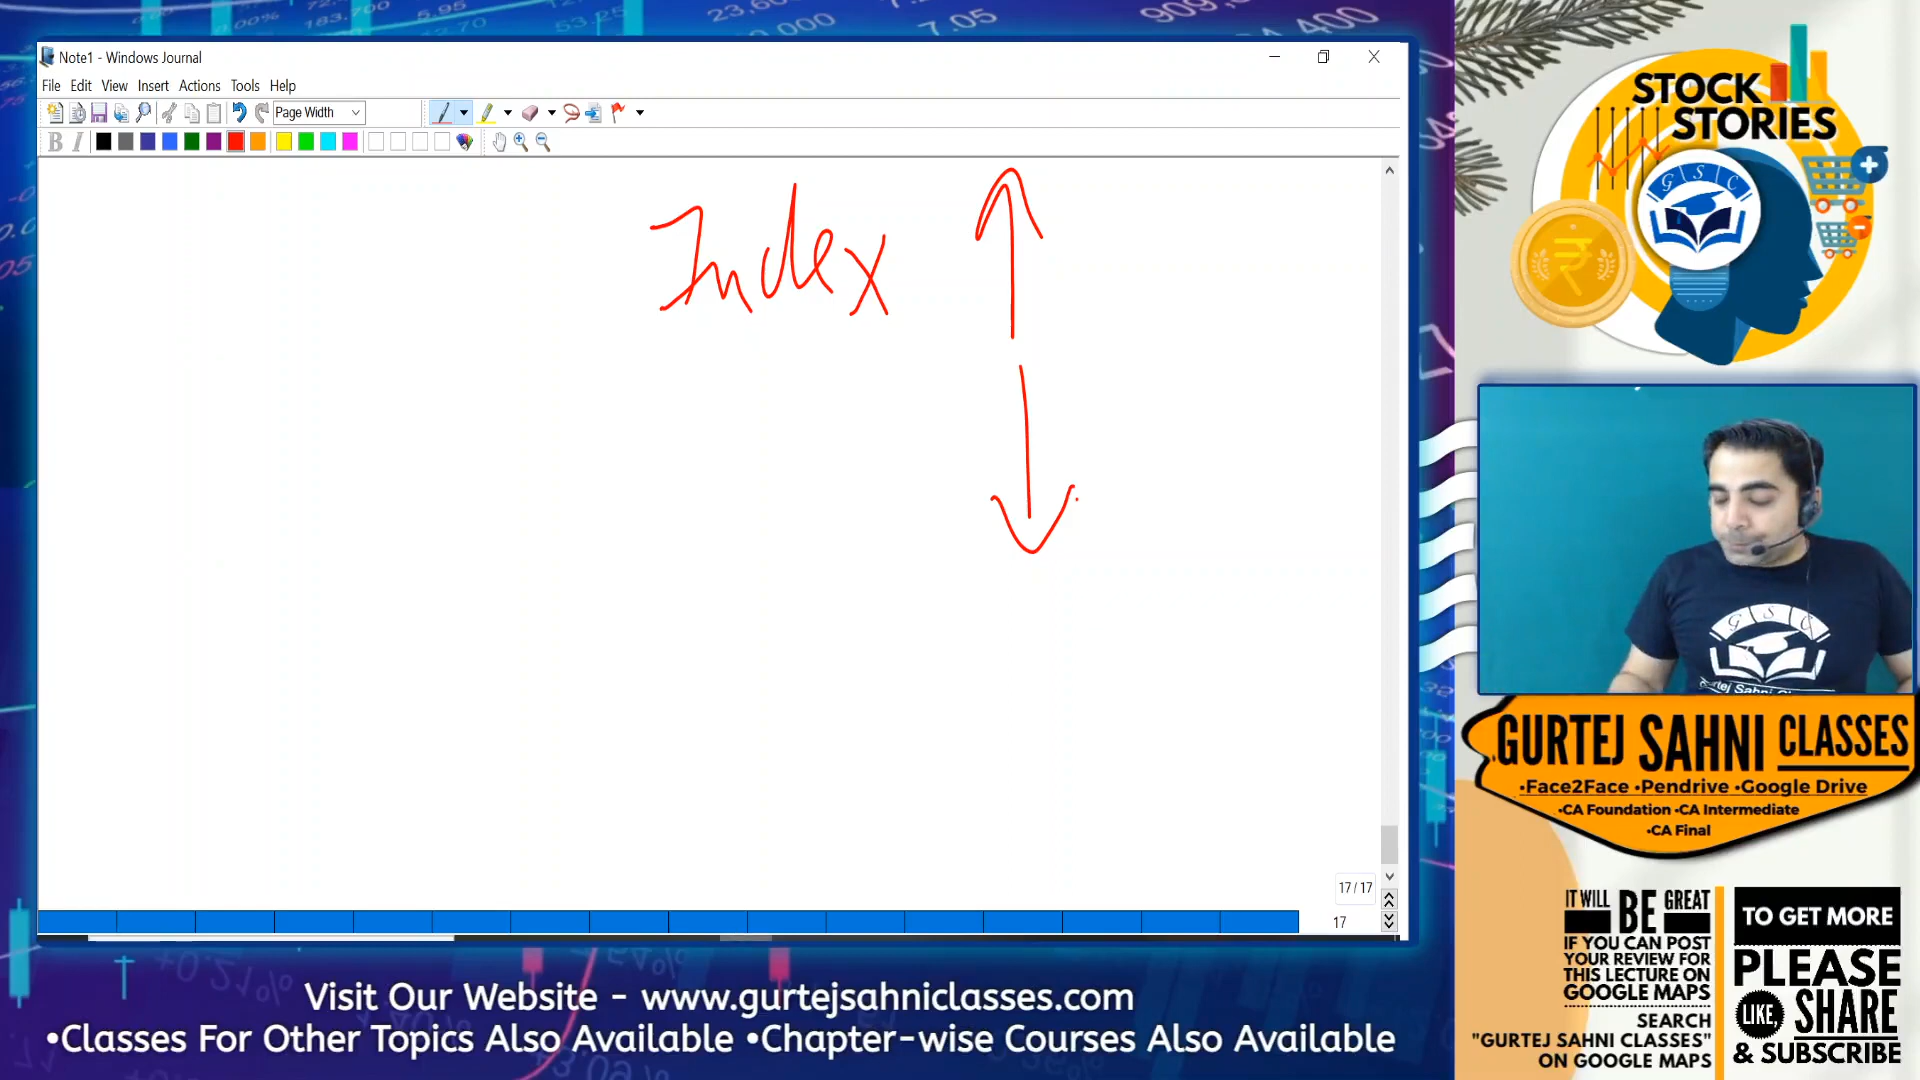 Note1 - Windows Journal
File Edit View Insert Actions Tools Help
Page Width
B I
Index
17 / 17
17
STOCK
STORIES
G S C
GURTEJ SAHNI CLASSES
•Face2Face •Pendrive •Google Drive
•CA Foundation •CA Intermediate
•CA Final
IT WILL BE GREAT
IF YOU CAN POST
YOUR REVIEW FOR
THIS LECTURE ON
GOOGLE MAPS
SEARCH
"GURTEJ SAHNI CLASSES"
ON GOOGLE MAPS
TO GET MORE
PLEASE
LIKE, SHARE
& SUBSCRIBE
Visit Our Website - www.gurtejsahniclasses.com
•Classes For Other Topics Also Available •Chapter-wise Courses Also Available